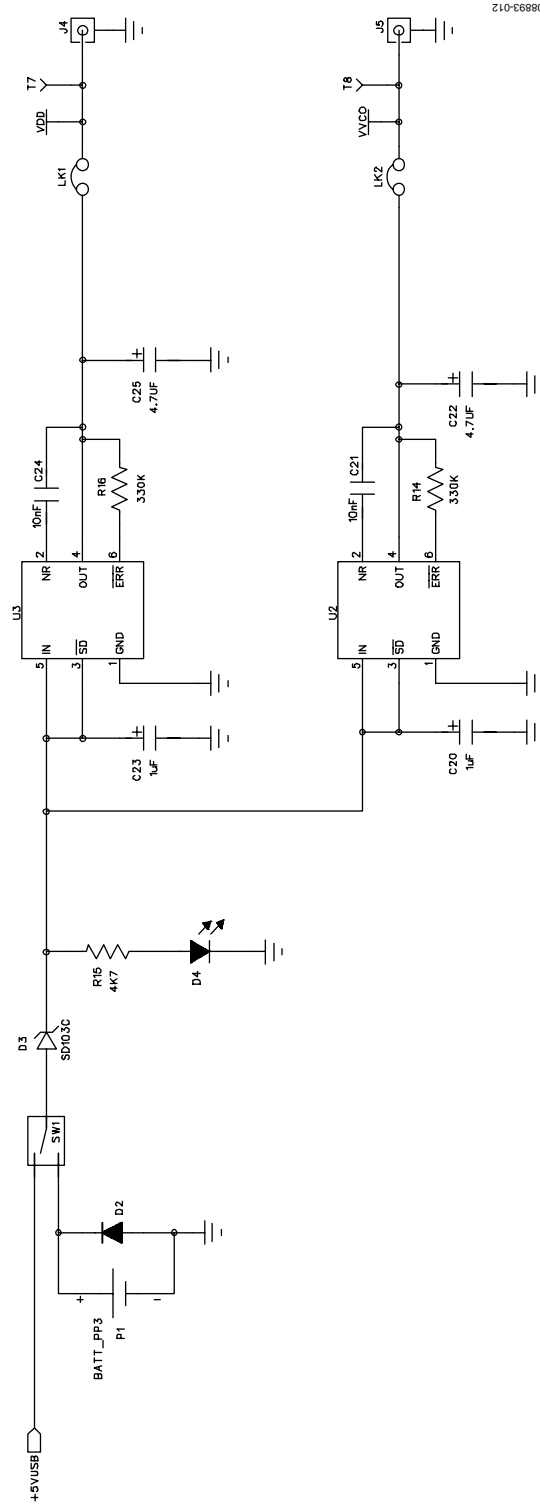 08893-012
J4
T7
VDD
LK1
C25
4.7UF
C24
10nF
R16
330K
U3
2 NR
4 OUT
6 ERR
5 IN
3 SD
1 GND
C23
1uF
J5
T8
VVCO
LK2
C22
4.7UF
C21
10nF
R14
330K
U2
2 NR
4 OUT
6 ERR
5 IN
3 SD
1 GND
C20
1uF
R15
4K7
D4
D3
SD103C
SW1
D2
+
-
BATT_PP3
P1
+5VUSB
+
+
+
+